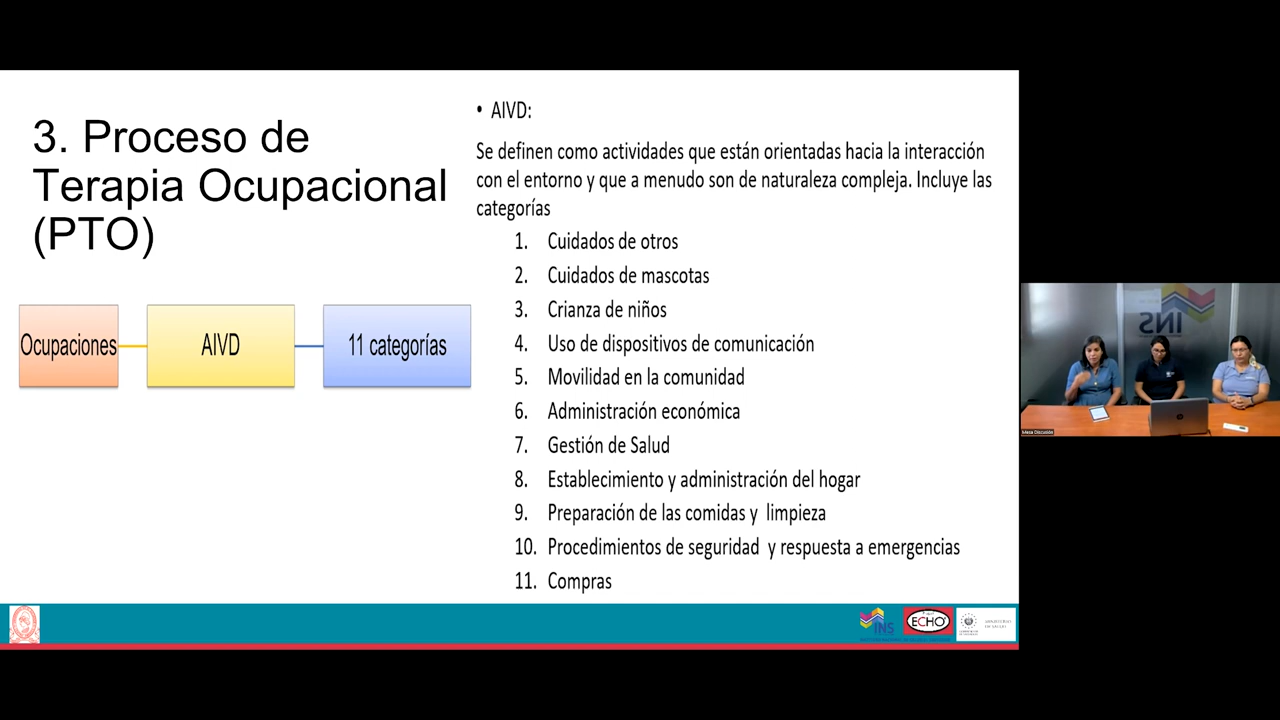 3. Proceso de
Terapia Ocupacional
(PTO)
Ocupaciones
AIVD
11 categorías
• AIVD:
Se definen como actividades que están orientadas hacia la interacción
con el entorno y que a menudo son de naturaleza compleja. Incluye las
categorías
1. Cuidados de otros
2. Cuidados de mascotas
3. Crianza de niños
4. Uso de dispositivos de comunicación
5. Movilidad en la comunidad
6. Administración económica
7. Gestión de Salud
8. Establecimiento y administración del hogar
9. Preparación de las comidas y limpieza
10. Procedimientos de seguridad y respuesta a emergencias
11. Compras
INS
ECHO
MINISTERIO
DE SALUD
INS
Mesa Discusión